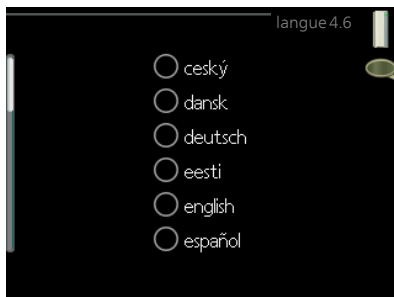 langue 4.6
ceský
dansk
deutsch
eesti
english
español